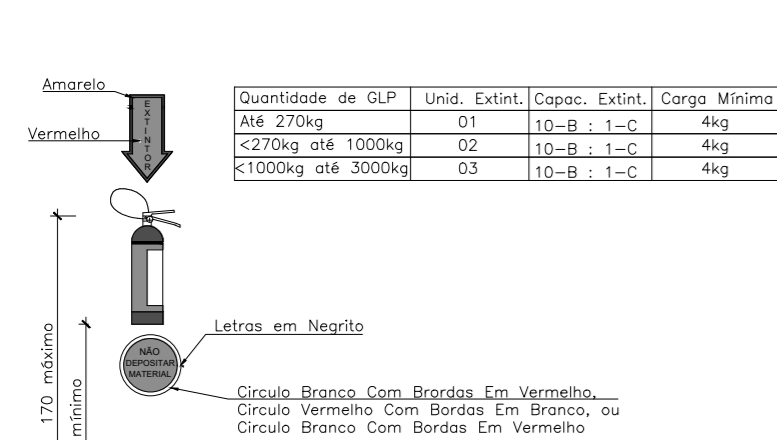 Amarelo
EXTINTOR
Vermelho
Quantidade de GLP Unid. Extint. Capac. Extint. Carga Mínima
Até 270kg 01 10-B : 1-C 4kg
<270kg até 1000kg 02 10-B : 1-C 4kg
<1000kg até 3000kg 03 10-B : 1-C 4kg
170 máximo
mínimo
Letras em Negrito
NÃO
DEPOSITAR
MATERIAL
Circulo Branco Com Brordas Em Vermelho,
Circulo Vermelho Com Bordas Em Branco, ou
Circulo Branco Com Bordas Em Vermelho